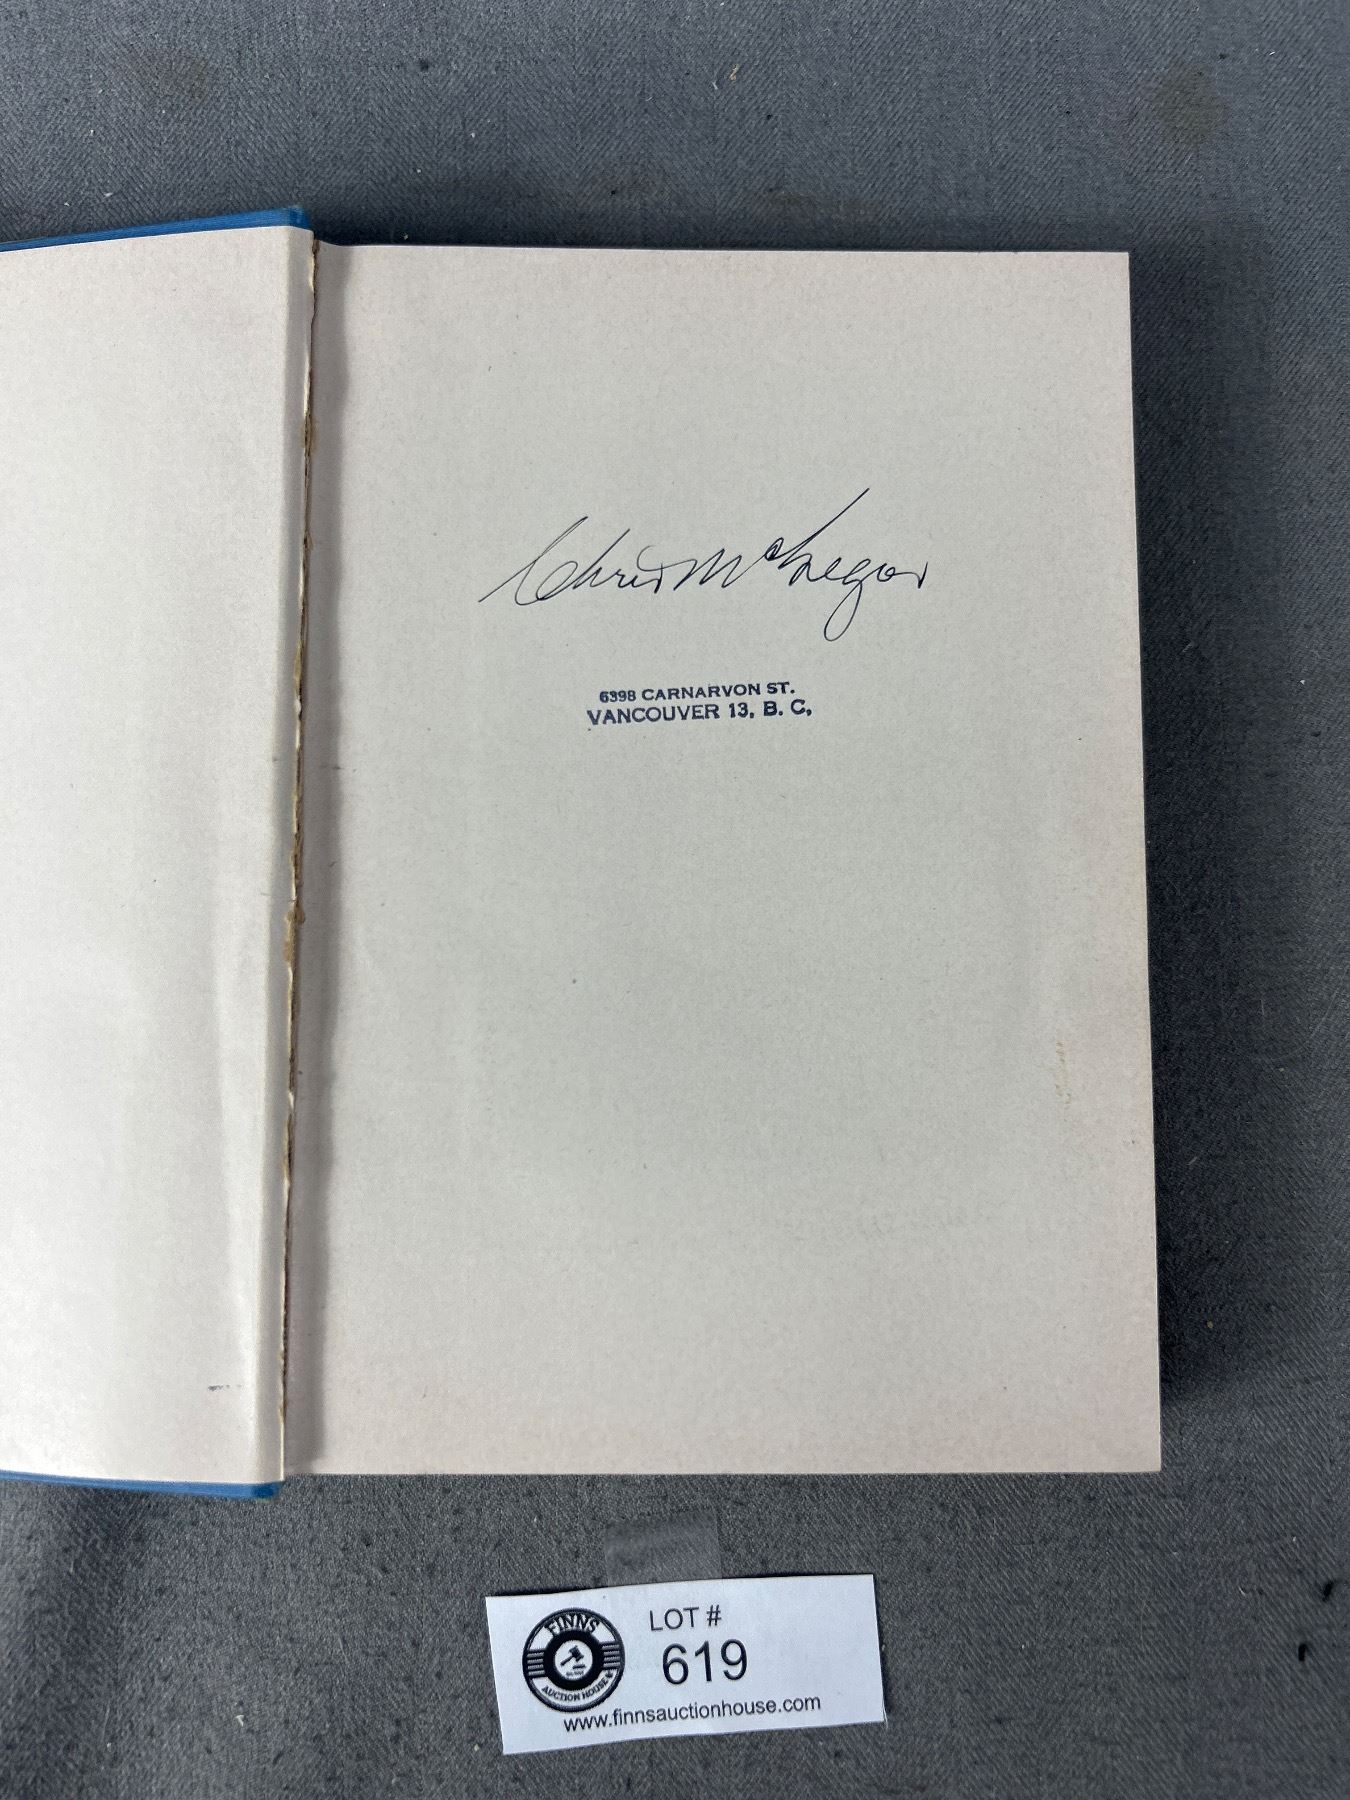 Chris McGregor
6398 CARNARVON ST.
VANCOUVER 13, B. C,
FINNS
AUCTION HOUSE
LOT #
619
www.finnsauctionhouse.com